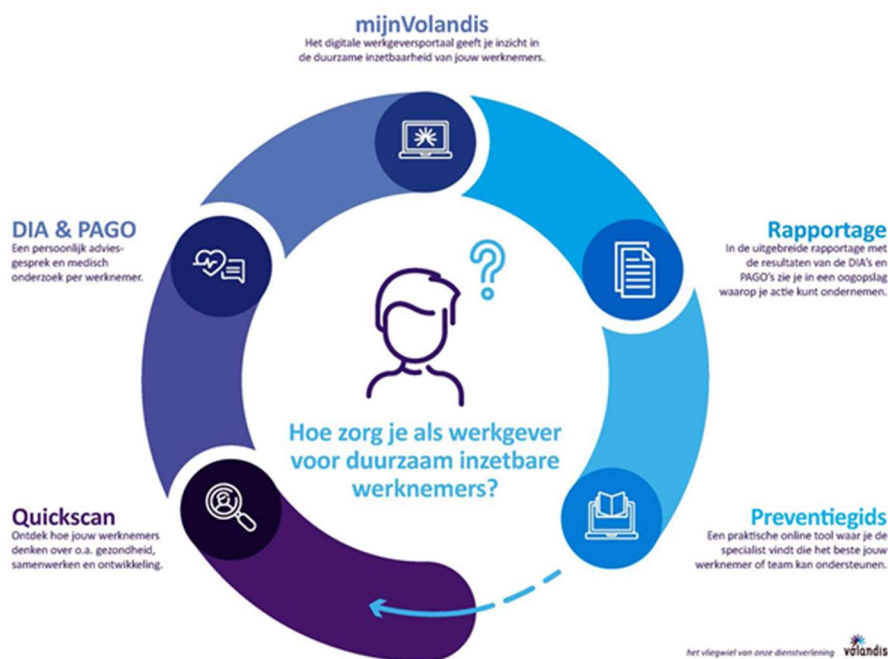 mijnVolandis
Het digitale werkgeversportaal geeft je inzicht in
de duurzame inzetbaarheid van jouw werknemers.
DIA & PAGO
Een persoonlijk advies-
gesprek en medisch
onderzoek per werknemer.
Rapportage
In de uitgebreide rapportage met
de resultaten van de DIA's en
PAGO's zie je in een oogopslag
waarop je actie kunt ondernemen.
Hoe zorg je als werkgever
voor duurzaam inzetbare
werknemers?
Quickscan
Ontdek hoe jouw werknemers
denken over o.a. gezondheid,
samenwerken en ontwikkeling.
Preventiegids
Een praktische online tool waar je de
specialist vindt die het beste jouw
werknemer of team kan ondersteunen.
het vliegwiel van onze dienstverlening
volandis